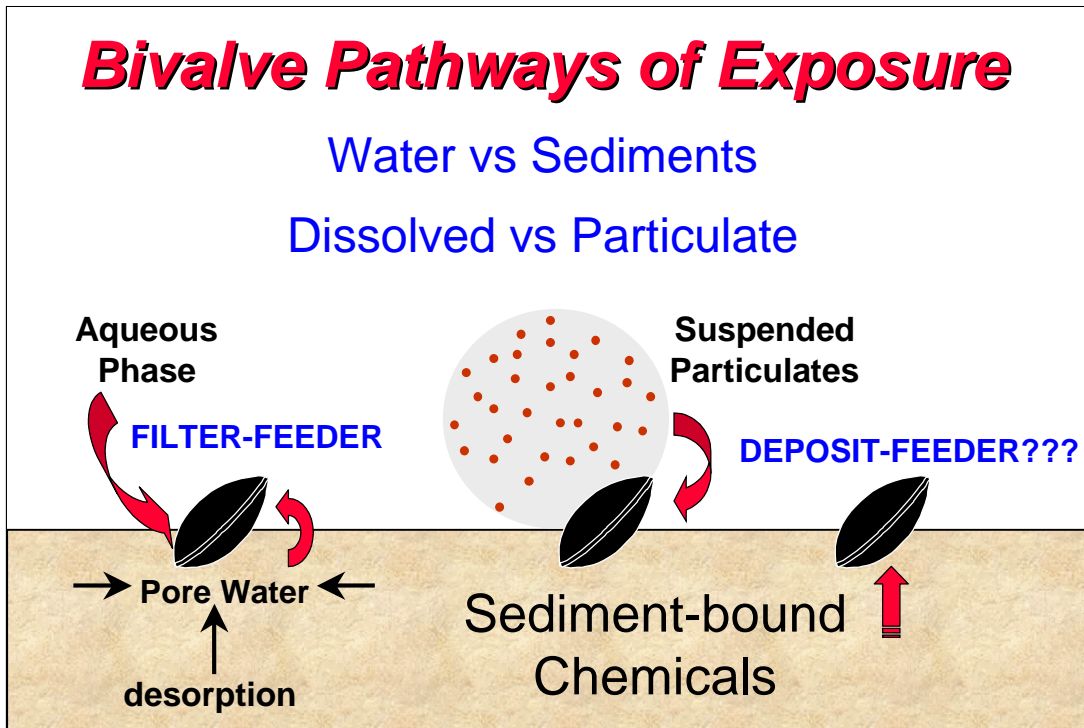 Bivalve Pathways of Exposure
Water vs Sediments
Dissolved vs Particulate
Aqueous
Phase
Suspended
Particulates
FILTER-FEEDER
DEPOSIT-FEEDER???
Pore Water
desorption
Sediment-bound
Chemicals